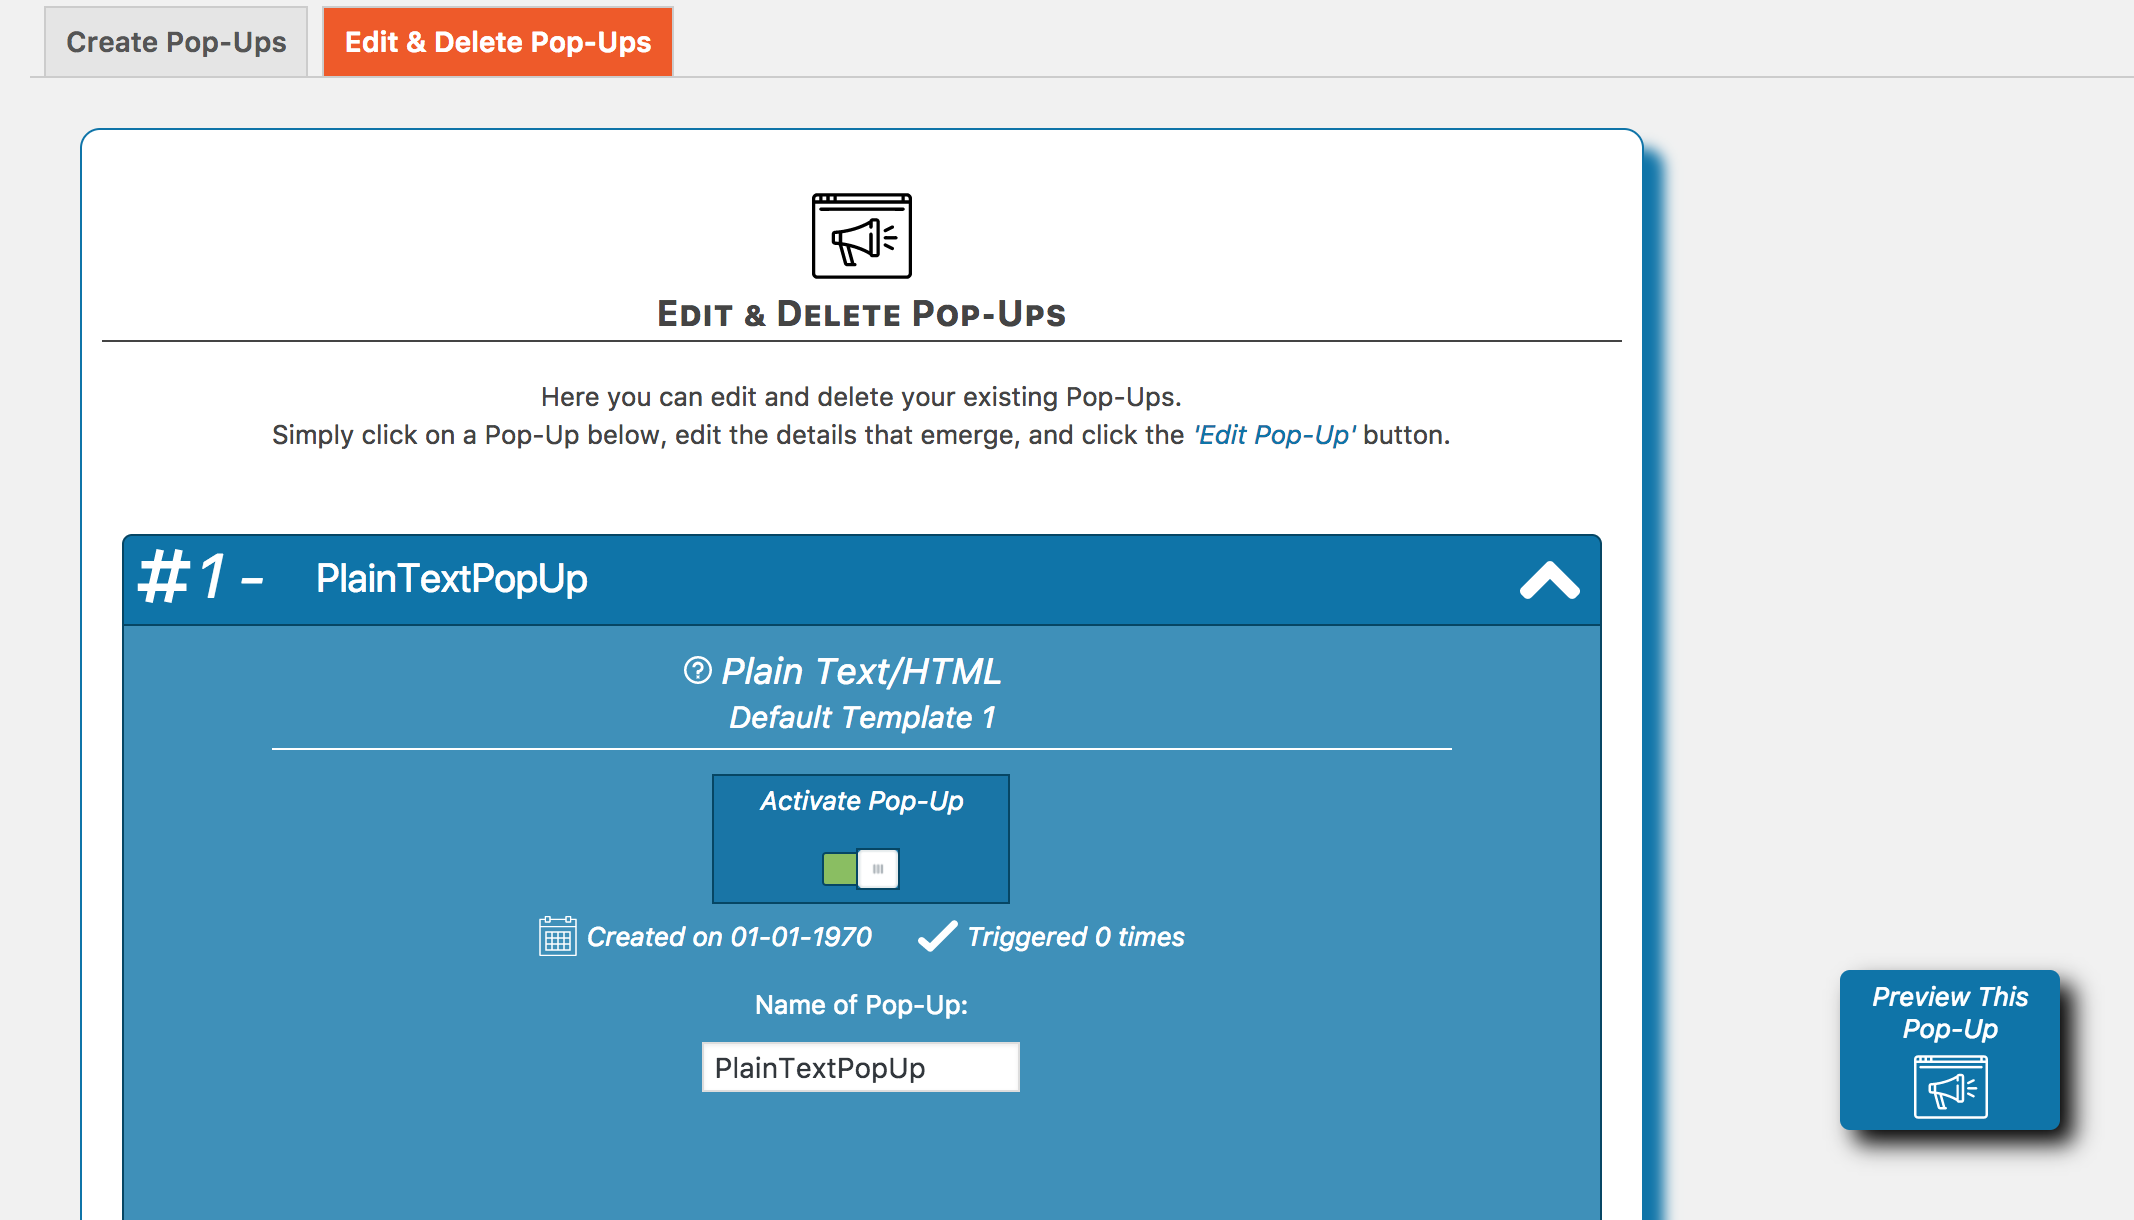 Create Pop-Ups
Edit & Delete Pop-Ups
Edit & Delete Pop-Ups
Here you can edit and delete your existing Pop-Ups.
Simply click on a Pop-Up below, edit the details that emerge, and click the 'Edit Pop-Up' button.
#1 - PlainTextPopUp
? Plain Text/HTML
Default Template 1
Activate Pop-Up
Created on 01-01-1970
Triggered 0 times
Name of Pop-Up:
PlainTextPopUp
Preview This
Pop-Up